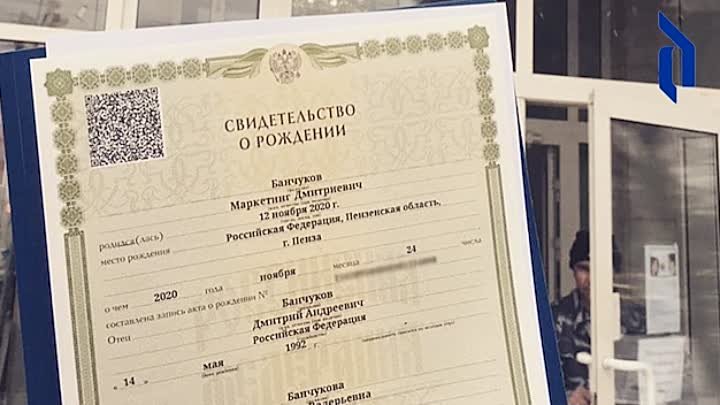 СВИДЕТЕЛЬСТВО
О РОЖДЕНИИ
Банчуков
Маркетинг Дмитриевич
родился(лась) 12 ноября 2020 г.
место рождения Российская Федерация, Пензенская область,
г. Пенза
о чем 2020 года ноября месяца 24 числа
составлена запись акта о рождении №
Банчуков
Отец Дмитрий Андреевич
Российская Федерация
« 14 » мая 1992 г.
Банчукова